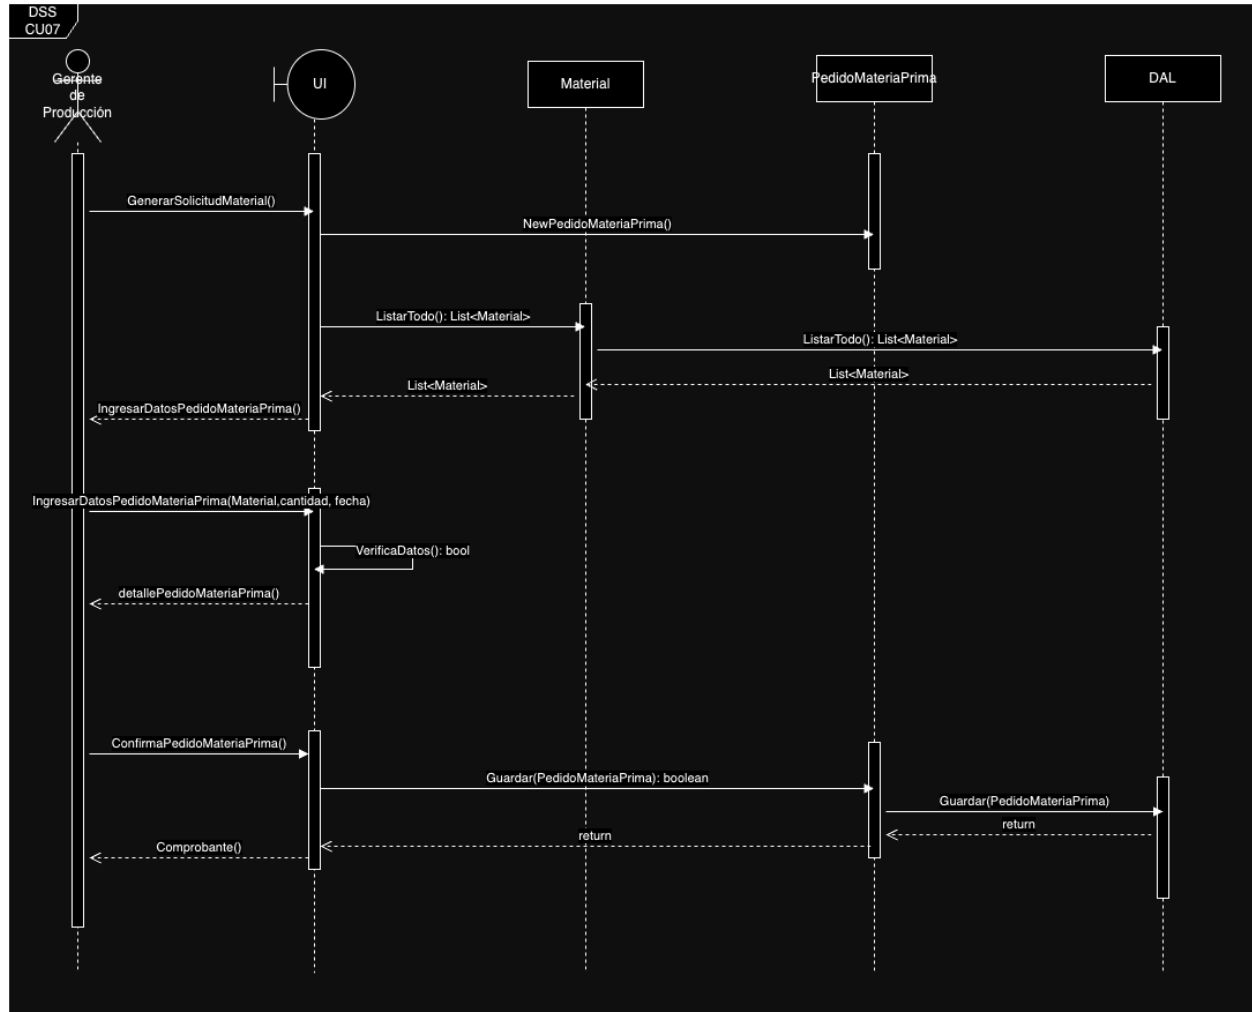 DSS
CU07
Gerente
de
Producción
UI
Material
PedidoMateriaPrima
DAL
GenerarSolicitudMaterial()
NewPedidoMateriaPrima()
ListarTodo(): List<Material>
ListarTodo(): List<Material>
List<Material>
List<Material>
IngresarDatosPedidoMateriaPrima()
IngresarDatosPedidoMateriaPrima(Material,cantidad, fecha)
VerificaDatos(): bool
detallePedidoMateriaPrima()
ConfirmaPedidoMateriaPrima()
Guardar(PedidoMateriaPrima): boolean
Guardar(PedidoMateriaPrima)
return
return
Comprobante()